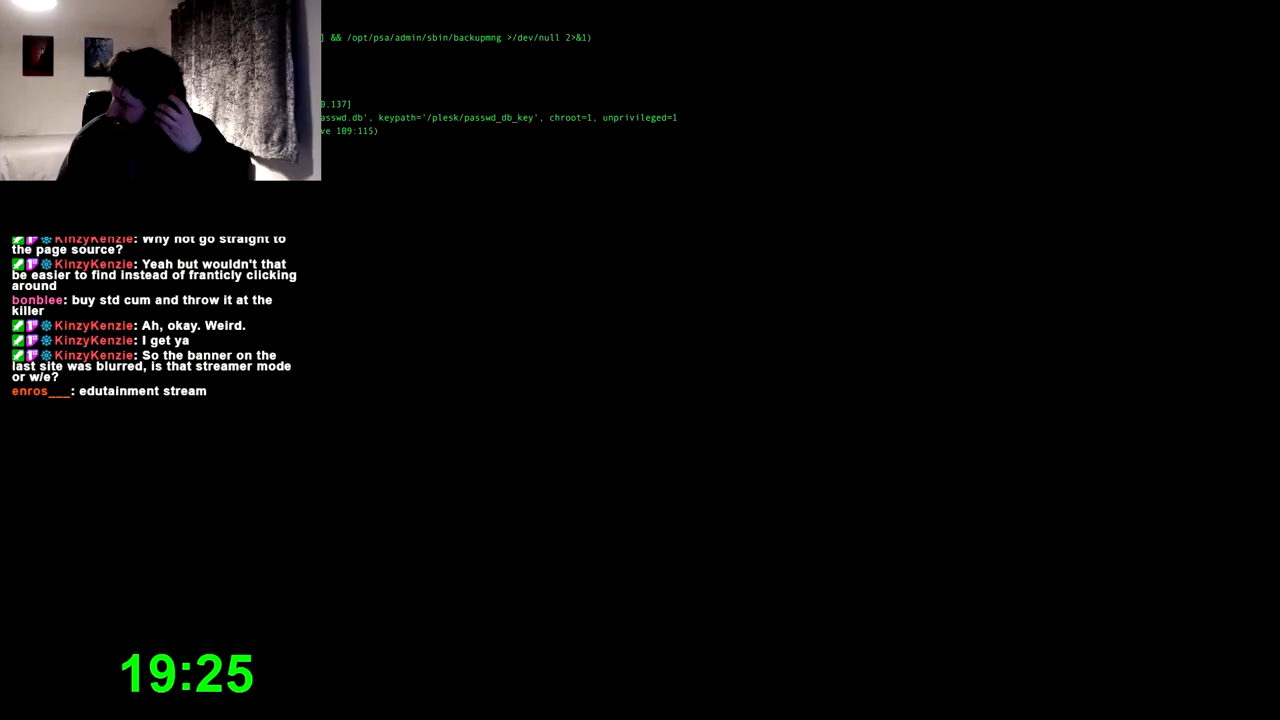 ] && /opt/psa/admin/sbin/backupmng >/dev/null 2>&1)
0.137]
asswd.db', keypath='/plesk/passwd_db_key', chroot=1, unprivileged=1
ve 109:115)
KinzyKenzie: Why not go straight to
the page source?
KinzyKenzie: Yeah but wouldn't that
be easier to find instead of franticly clicking
around
bonblee: buy std cum and throw it at the
killer
KinzyKenzie: Ah, okay. Weird.
KinzyKenzie: I get ya
KinzyKenzie: So the banner on the
last site was blurred, is that streamer mode
or w/e?
enros___: edutainment stream
19:25